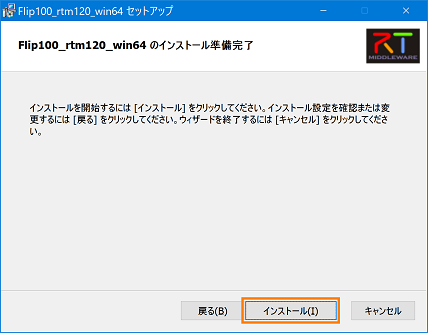 Flip100_rtm120_win64 セットアップ
Flip100_rtm120_win64 のインストール準備完了
RT
MIDDLEWARE
インストールを開始するには [インストール] をクリックしてください。インストール設定を確認または変
更するには [戻る] をクリックしてください。ウィザードを終了するには [キャンセル] をクリックしてくださ
い。
戻る(B)
インストール(I)
キャンセル